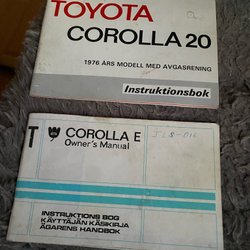 TOYOTA
COROLLA 20
1976 ÅRS MODELL MED AVGASRENING
Instruktionsbok
T COROLLA E
Owner's Manual
INSTRUKTIONS BOG
KÄYTTÄJÄN KÄSIKIRJA
ÄGARENS HANDBOK